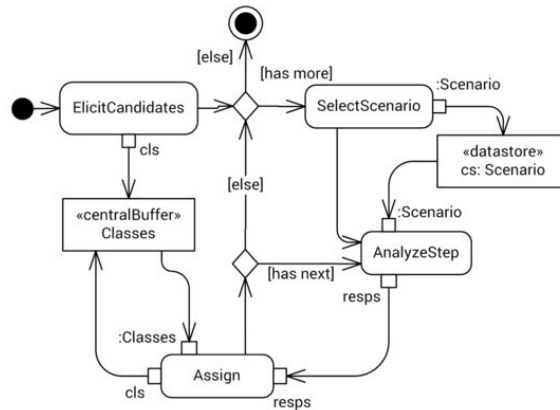 [else]
[has more]
:Scenario
ElicitCandidates
SelectScenario
cls
«datastore»
cs: Scenario
[else]
«centralBuffer»
Classes
:Scenario
AnalyzeStep
[has next]
resps
:Classes
Assign
cls
resps